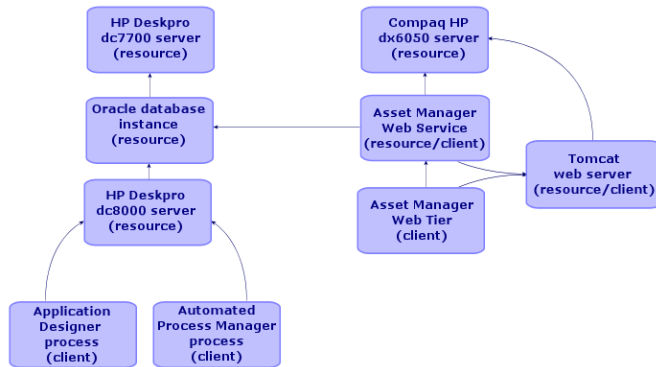 HP Deskpro
dc7700 server
(resource)
Compaq HP
dx6050 server
(resource)
Oracle database
instance
(resource)
Asset Manager
Web Service
(resource/client)
Tomcat
web server
(resource/client)
HP Deskpro
dc8000 server
(resource)
Asset Manager
Web Tier
(client)
Application
Designer
process
(client)
Automated
Process Manager
process
(client)